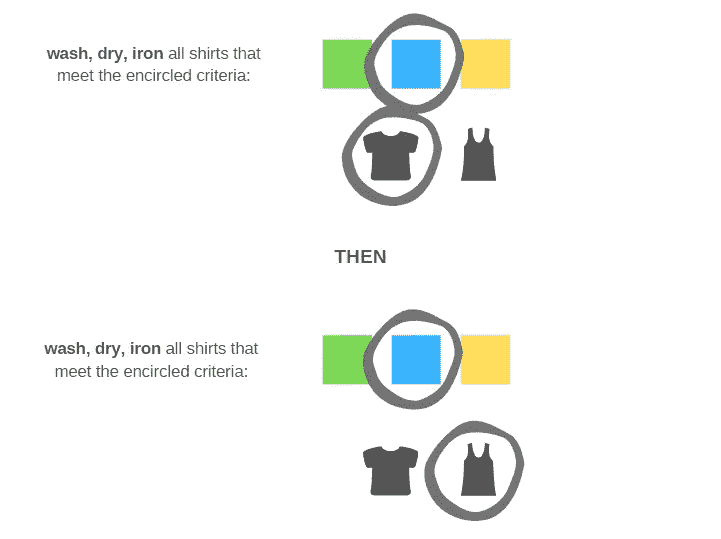 wash, dry, iron all shirts that
meet the encircled criteria:
THEN
wash, dry, iron all shirts that
meet the encircled criteria: